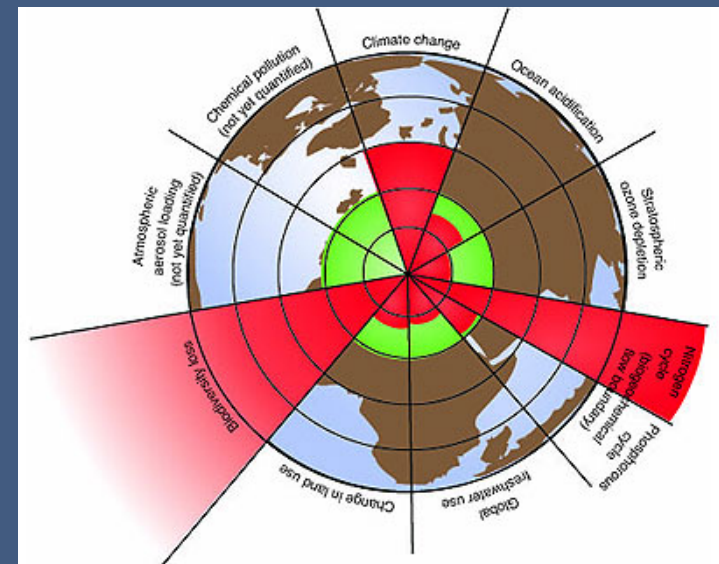 Climate change
Ocean acidification
Stratospheric
ozone depletion
Nitrogen
cycle
(biogeochemical
flow boundary)
Phosphorous
cycle
Global
freshwater use
Change in land use
Biodiversity loss
Atmospheric
aerosol loading
(not yet quantified)
Chemical pollution
(not yet quantified)